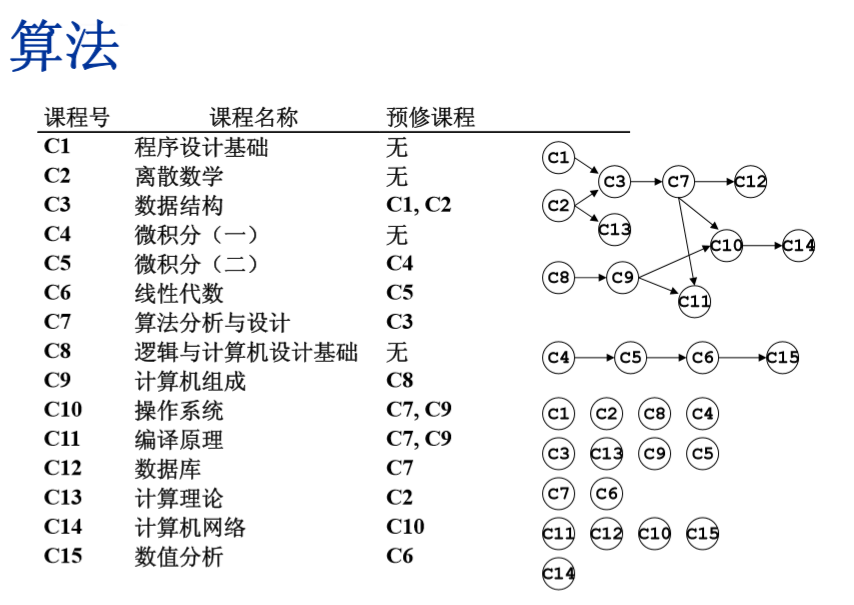 算法
课程号 课程名称 预修课程
C1 程序设计基础 无
C2 离散数学 无
C3 数据结构 C1, C2
C4 微积分（一） 无
C5 微积分（二） C4
C6 线性代数 C5
C7 算法分析与设计 C3
C8 逻辑与计算机设计基础 无
C9 计算机组成 C8
C10 操作系统 C7, C9
C11 编译原理 C7, C9
C12 数据库 C7
C13 计算理论 C2
C14 计算机网络 C10
C15 数值分析 C6
C1
C3 C7 C12
C2
C13
C10 C14
C8 C9
C11
C4 C5 C6 C15
C1 C2 C8 C4
C3 C13 C9 C5
C7 C6
C11 C12 C10 C15
C14